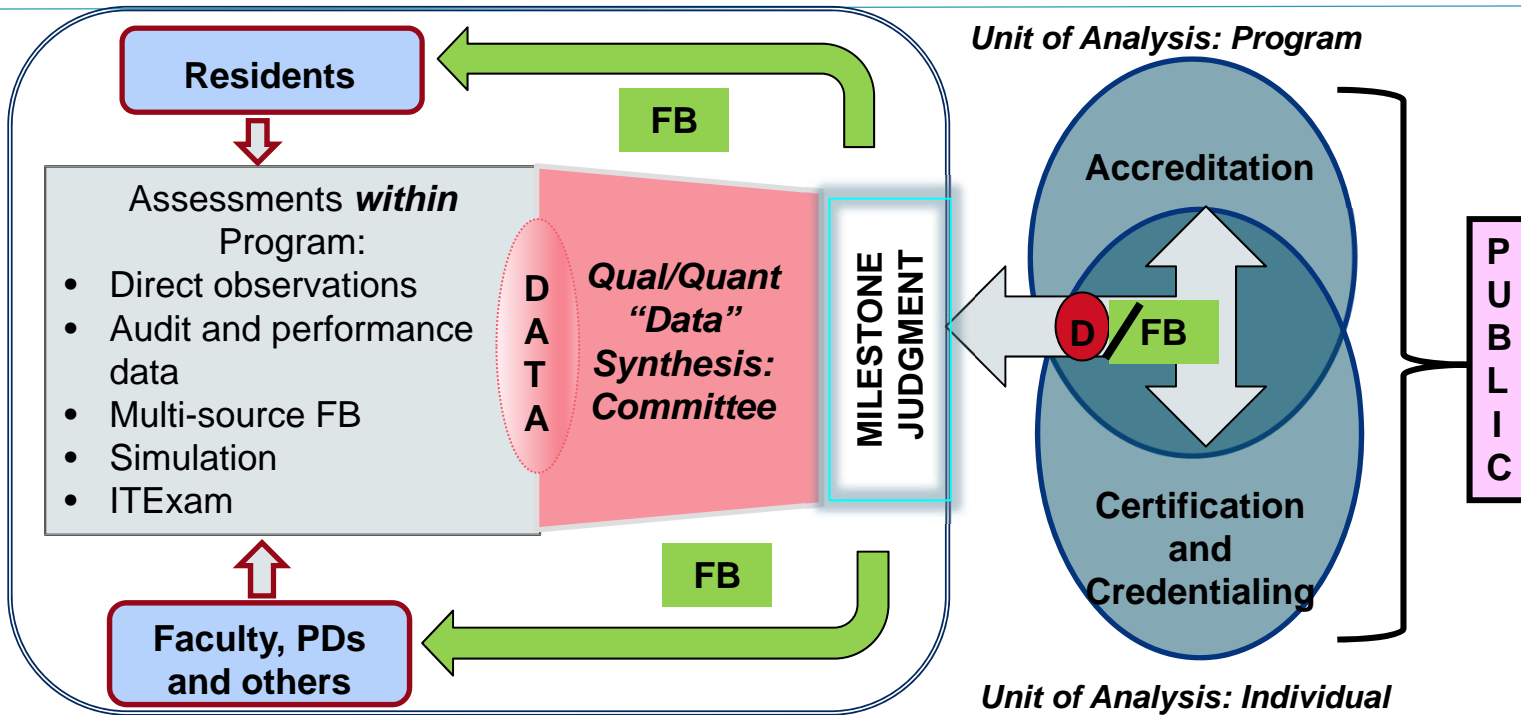 Unit of Analysis: Program
Residents
FB
Accreditation
Assessments within
Program:
• Direct observations
• Audit and performance
data
• Multi-source FB
• Simulation
• ITExam
D
A
T
A
Qual/Quant
“Data”
Synthesis:
Committee
MILESTONE
JUDGMENT
D
/
FB
P
U
B
L
I
C
Certification
and
Credentialing
FB
Faculty, PDs
and others
Unit of Analysis: Individual